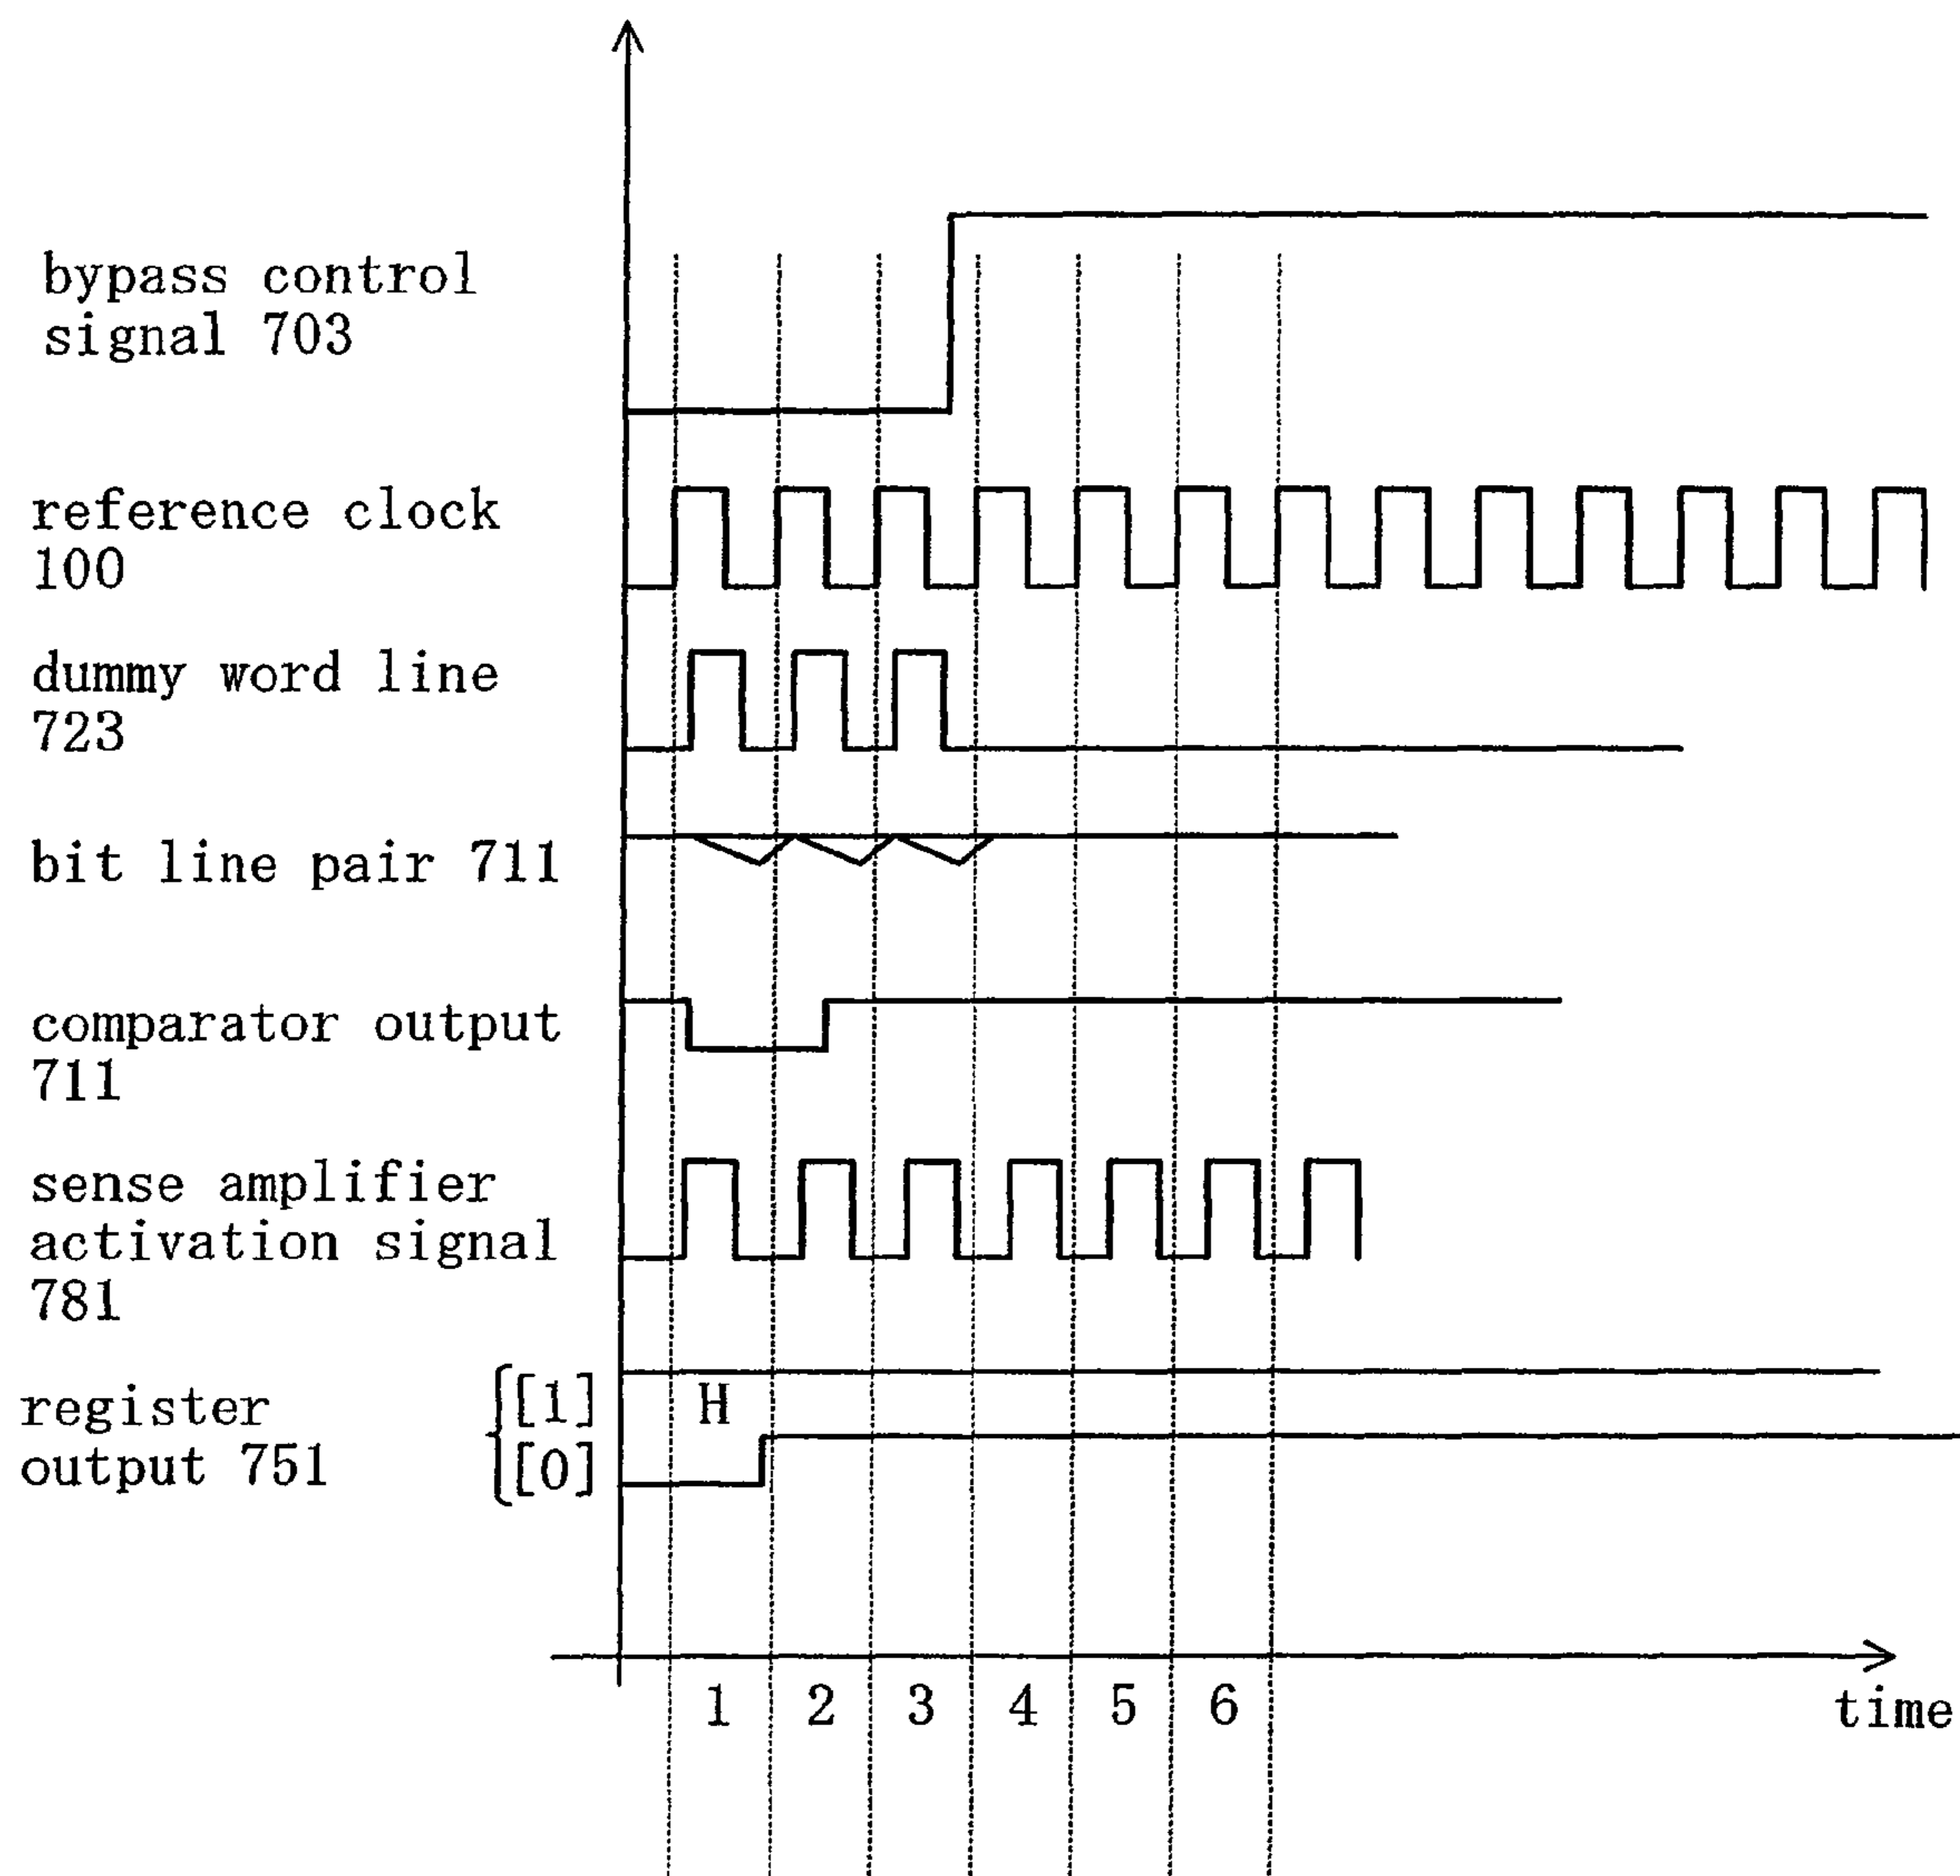 bypass control
signal 703
reference clock
100
dummy word line
723
bit line pair 711
comparator output
711
sense amplifier
activation signal
781
register
output 751
[1]
[0]
H
1 2 3 4 5 6
time